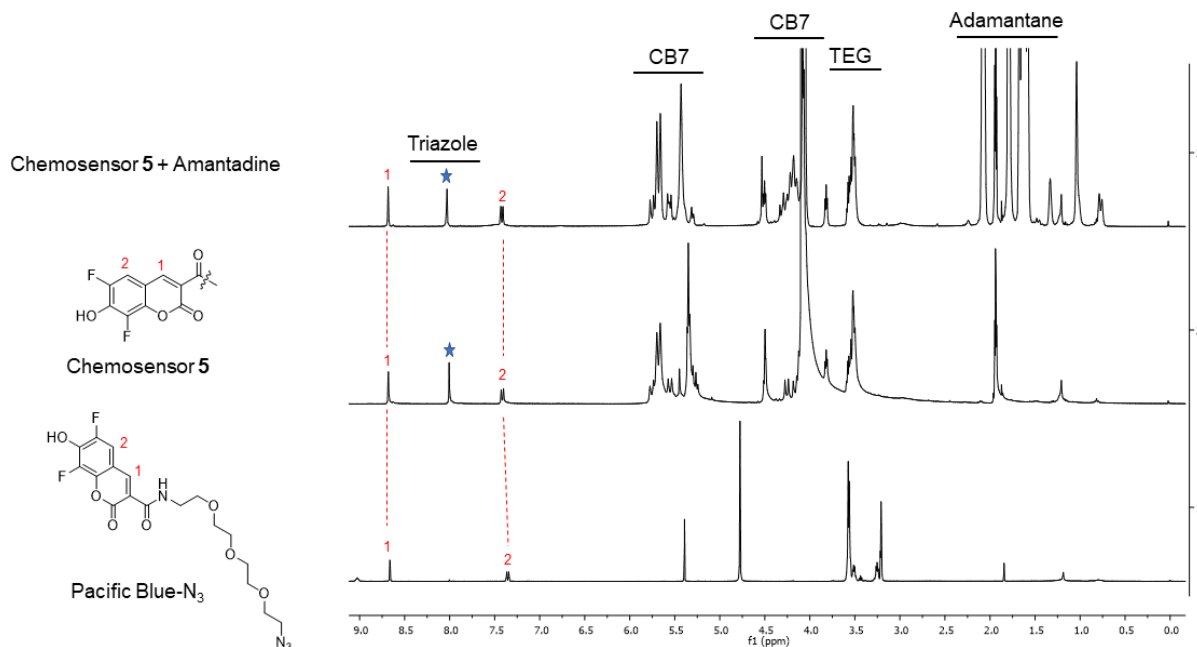 CB7
Adamantane
CB7
TEG
Triazole
Chemosensor 5 + Amantadine
1
2
2
1
O
F
HO
O
O
F
Chemosensor 5
1
2
F
HO
2
F
1
O
O
O
H
N
O
O
O
N3
Pacific Blue-N3
1
2
9.0 8.5 8.0 7.5 7.0 6.5 6.0 5.5 5.0 4.5 4.0 3.5 3.0 2.5 2.0 1.5 1.0 0.5 0.0
f1 (ppm)